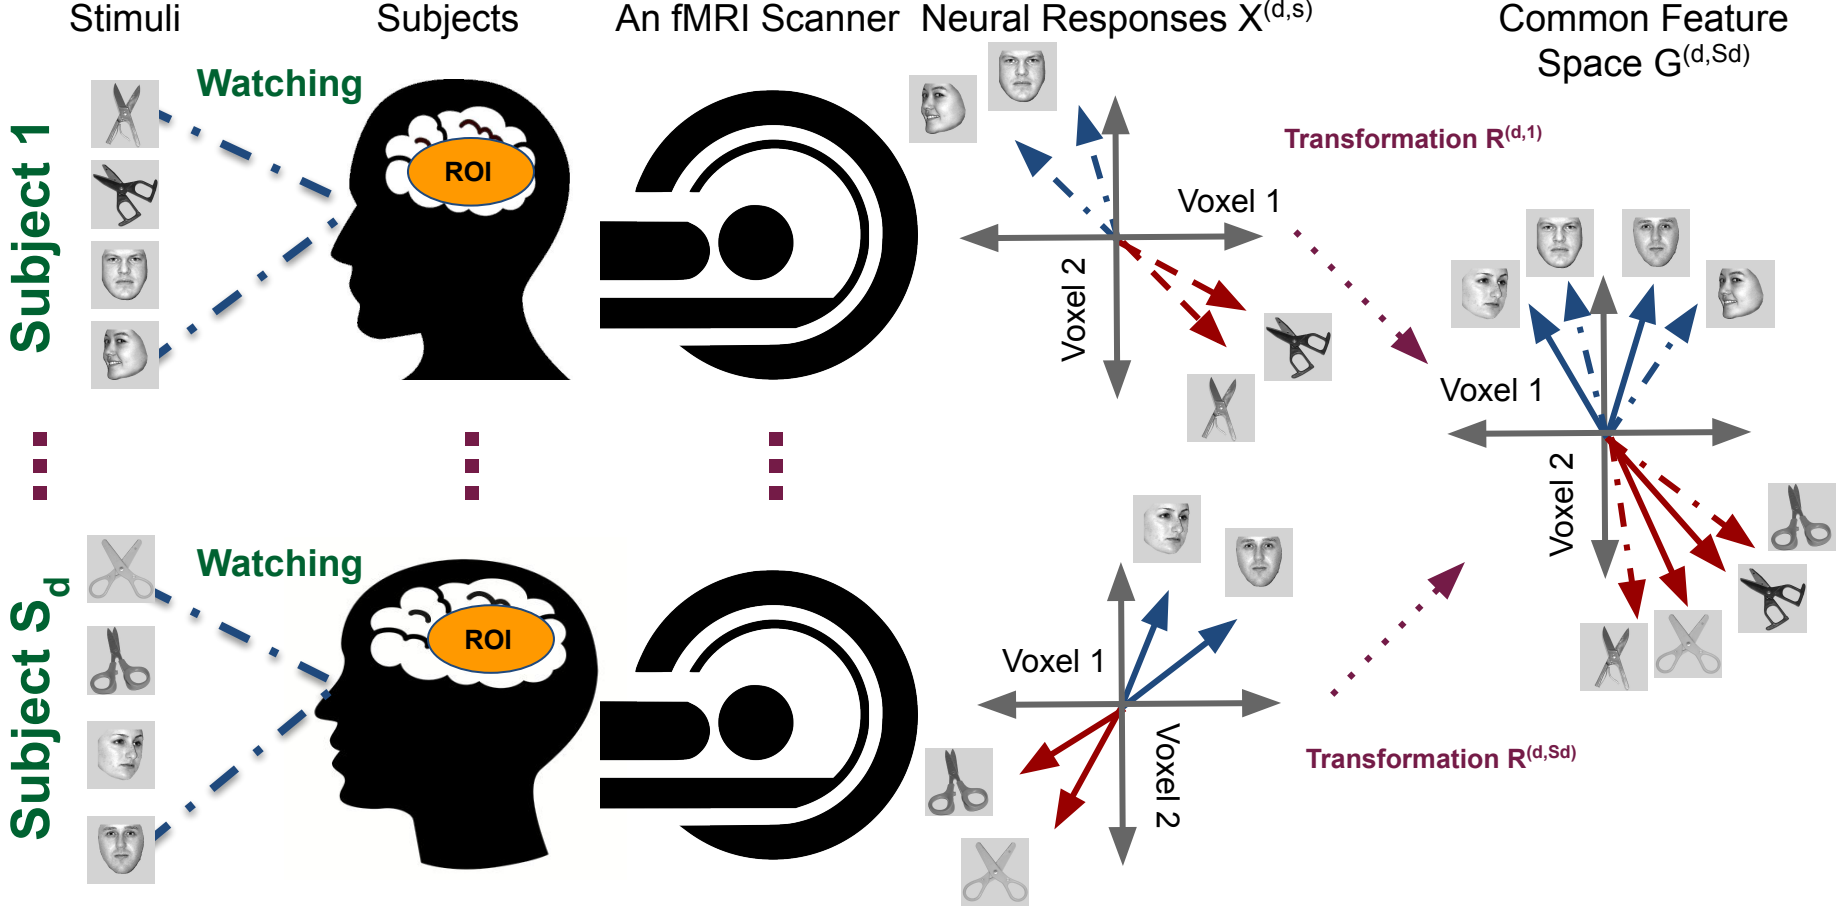 Stimuli
Subjects
An fMRI Scanner
Neural Responses X(d,s)
Common Feature
Space G(d,Sd)
Subject 1
Watching
ROI
Voxel 1
Voxel 2
Transformation R(d,1)
Voxel 1
Voxel 2
Subject Sd
Watching
ROI
Voxel 1
Voxel 2
Transformation R(d,Sd)